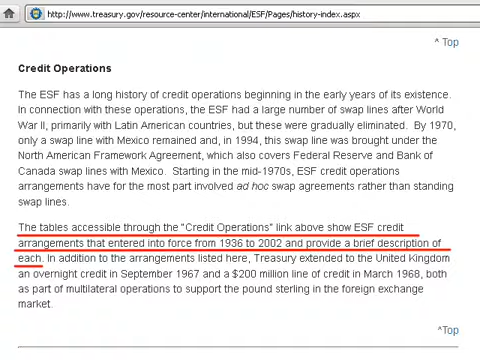 http://www.treasury.gov/resource-center/international/ESF/Pages/history-index.aspx
^ Top
Credit Operations
The ESF has a long history of credit operations beginning in the early years of its existence.
In connection with these operations, the ESF had a large number of swap lines after World
War II, primarily with Latin American countries, but these were gradually eliminated. By 1970,
only a swap line with Mexico remained and, in 1994, this swap line was brought under the
North American Framework Agreement, which also covers Federal Reserve and Bank of
Canada swap lines with Mexico. Starting in the mid-1970s, ESF credit operations
arrangements have for the most part involved ad hoc swap agreements rather than standing
swap lines.
The tables accessible through the "Credit Operations" link above show ESF credit
arrangements that entered into force from 1936 to 2002 and provide a brief description of
each. In addition to the arrangements listed here, Treasury extended to the United Kingdom
an overnight credit in September 1967 and a $200 million line of credit in March 1968, both
as part of multilateral operations to support the pound sterling in the foreign exchange
market.
^Top